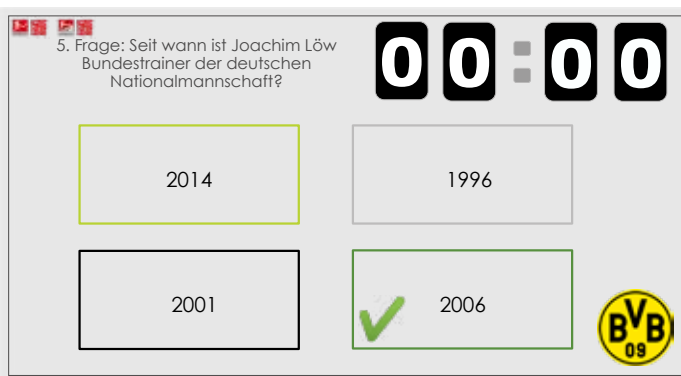 5. Frage: Seit wann ist Joachim Löw
Bundestrainer der deutschen
Nationalmannschaft?
00:00
2014
1996
2001
2006
BVB
09